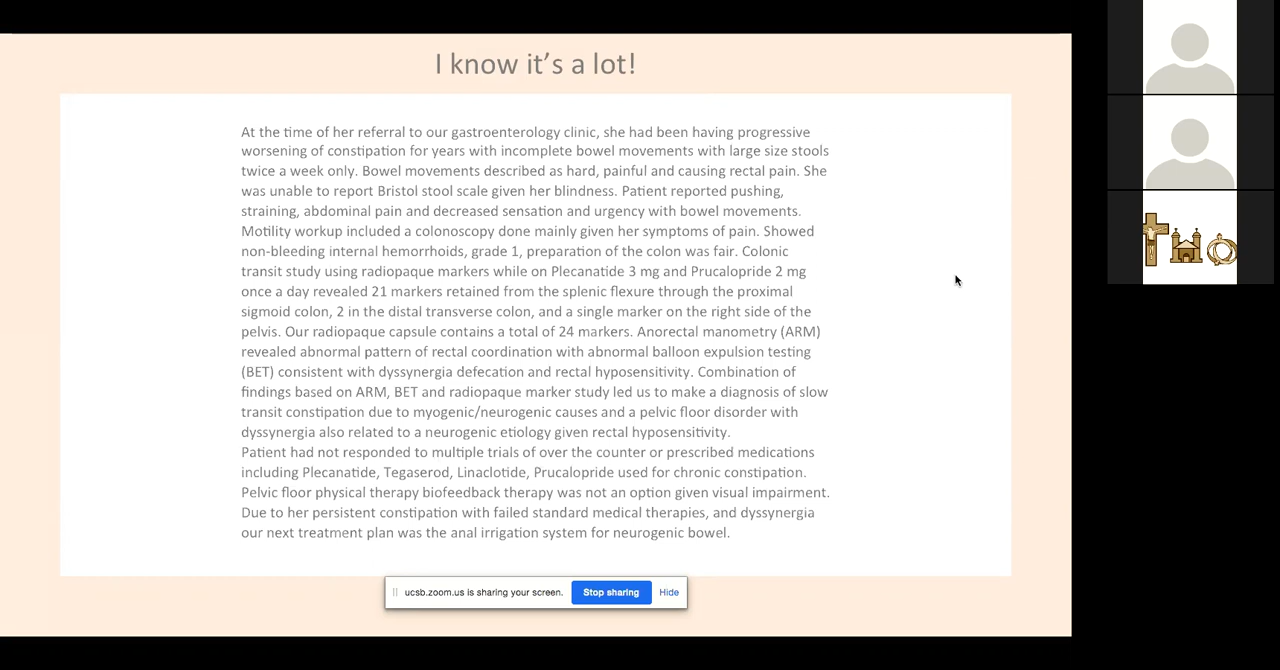 I know it's a lot!
At the time of her referral to our gastroenterology clinic, she had been having progressive
worsening of constipation for years with incomplete bowel movements with large size stools
twice a week only. Bowel movements described as hard, painful and causing rectal pain. She
was unable to report Bristol stool scale given her blindness. Patient reported pushing,
straining, abdominal pain and decreased sensation and urgency with bowel movements.
Motility workup included a colonoscopy done mainly given her symptoms of pain. Showed
non-bleeding internal hemorrhoids, grade 1, preparation of the colon was fair. Colonic
transit study using radiopaque markers while on Plecanatide 3 mg and Prucalopride 2 mg
once a day revealed 21 markers retained from the splenic flexure through the proximal
sigmoid colon, 2 in the distal transverse colon, and a single marker on the right side of the
pelvis. Our radiopaque capsule contains a total of 24 markers. Anorectal manometry (ARM)
revealed abnormal pattern of rectal coordination with abnormal balloon expulsion testing
(BET) consistent with dyssynergia defecation and rectal hyposensitivity. Combination of
findings based on ARM, BET and radiopaque marker study led us to make a diagnosis of slow
transit constipation due to myogenic/neurogenic causes and a pelvic floor disorder with
dyssynergia also related to a neurogenic etiology given rectal hyposensitivity.
Patient had not responded to multiple trials of over the counter or prescribed medications
including Plecanatide, Tegaserod, Linaclotide, Prucalopride used for chronic constipation.
Pelvic floor physical therapy biofeedback therapy was not an option given visual impairment.
Due to her persistent constipation with failed standard medical therapies, and dyssynergia
our next treatment plan was the anal irrigation system for neurogenic bowel.
ucsb.zoom.us is sharing your screen. Stop sharing Hide